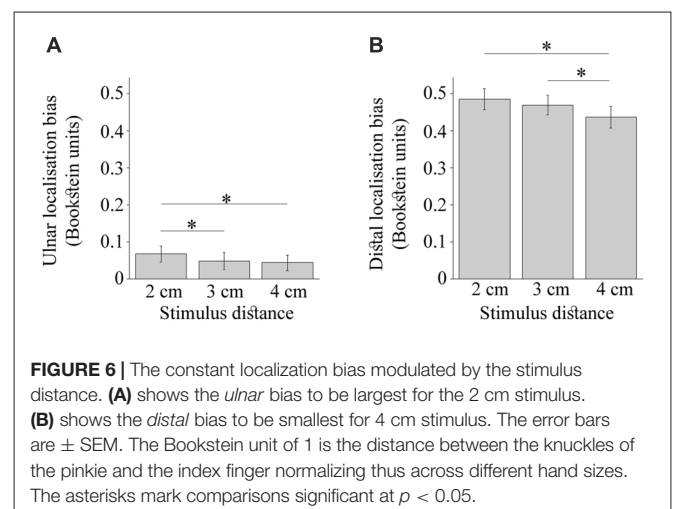 A
B
*
*
*
*
Ulnar localisation bias
(Bookstein units)
0.5
0.4
0.3
0.2
0.1
0
2 cm 3 cm 4 cm
Stimulus distance
Distal localisation bias
(Bookstein units)
0.5
0.4
0.3
0.2
0.1
0
2 cm 3 cm 4 cm
Stimulus distance
FIGURE 6 | The constant localization bias modulated by the stimulus
distance. (A) shows the ulnar bias to be largest for the 2 cm stimulus.
(B) shows the distal bias to be smallest for 4 cm stimulus. The error bars
are ± SEM. The Bookstein unit of 1 is the distance between the knuckles of
the pinkie and the index finger normalizing thus across different hand sizes.
The asterisks mark comparisons significant at p < 0.05.